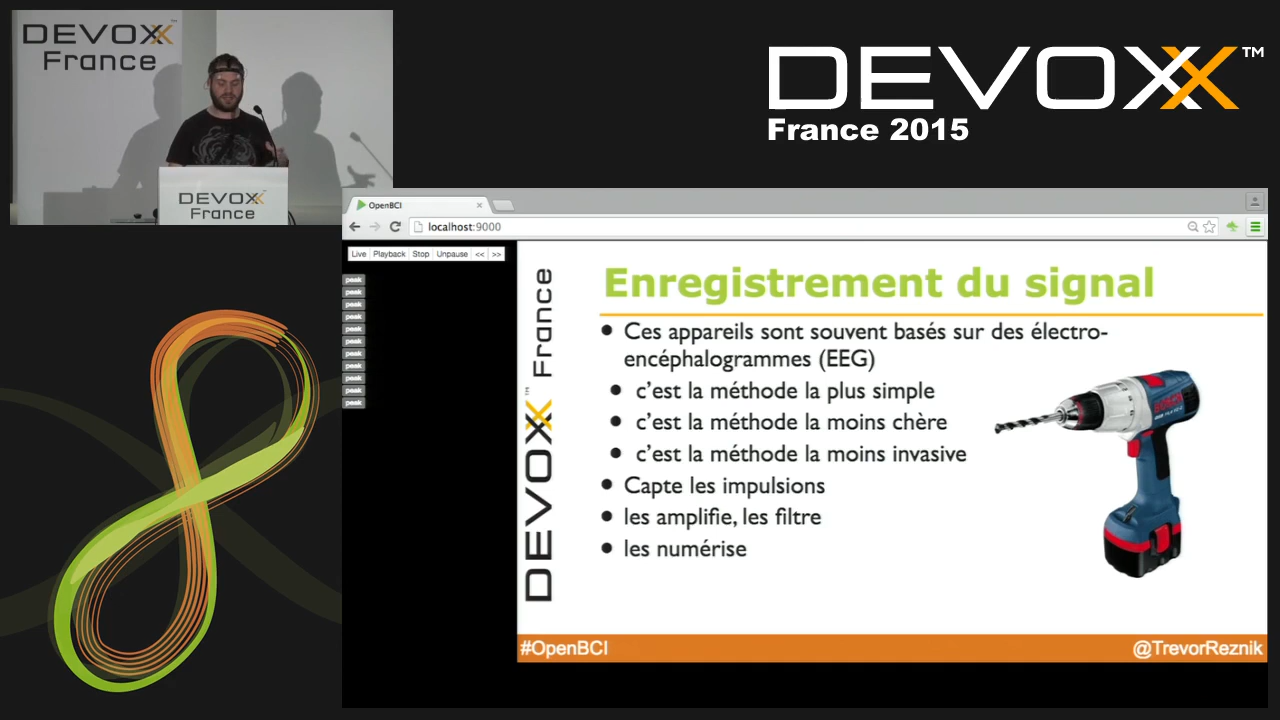 DEVOXX™
France
DEVOXX™
France
DEVOXX™
France 2015
OpenBCI
localhost:9000
Live Playback Stop Unpause << >>
peak
peak
peak
peak
peak
peak
peak
peak
peak
peak
peak
DEVOXX™ France
Enregistrement du signal
• Ces appareils sont souvent basés sur des électro-
encéphalogrammes (EEG)
• c’est la méthode la plus simple
• c’est la méthode la moins chère
• c’est la méthode la moins invasive
• Capte les impulsions
• les amplifie, les filtre
• les numérise
BOSCH
#OpenBCI
@TrevorReznik